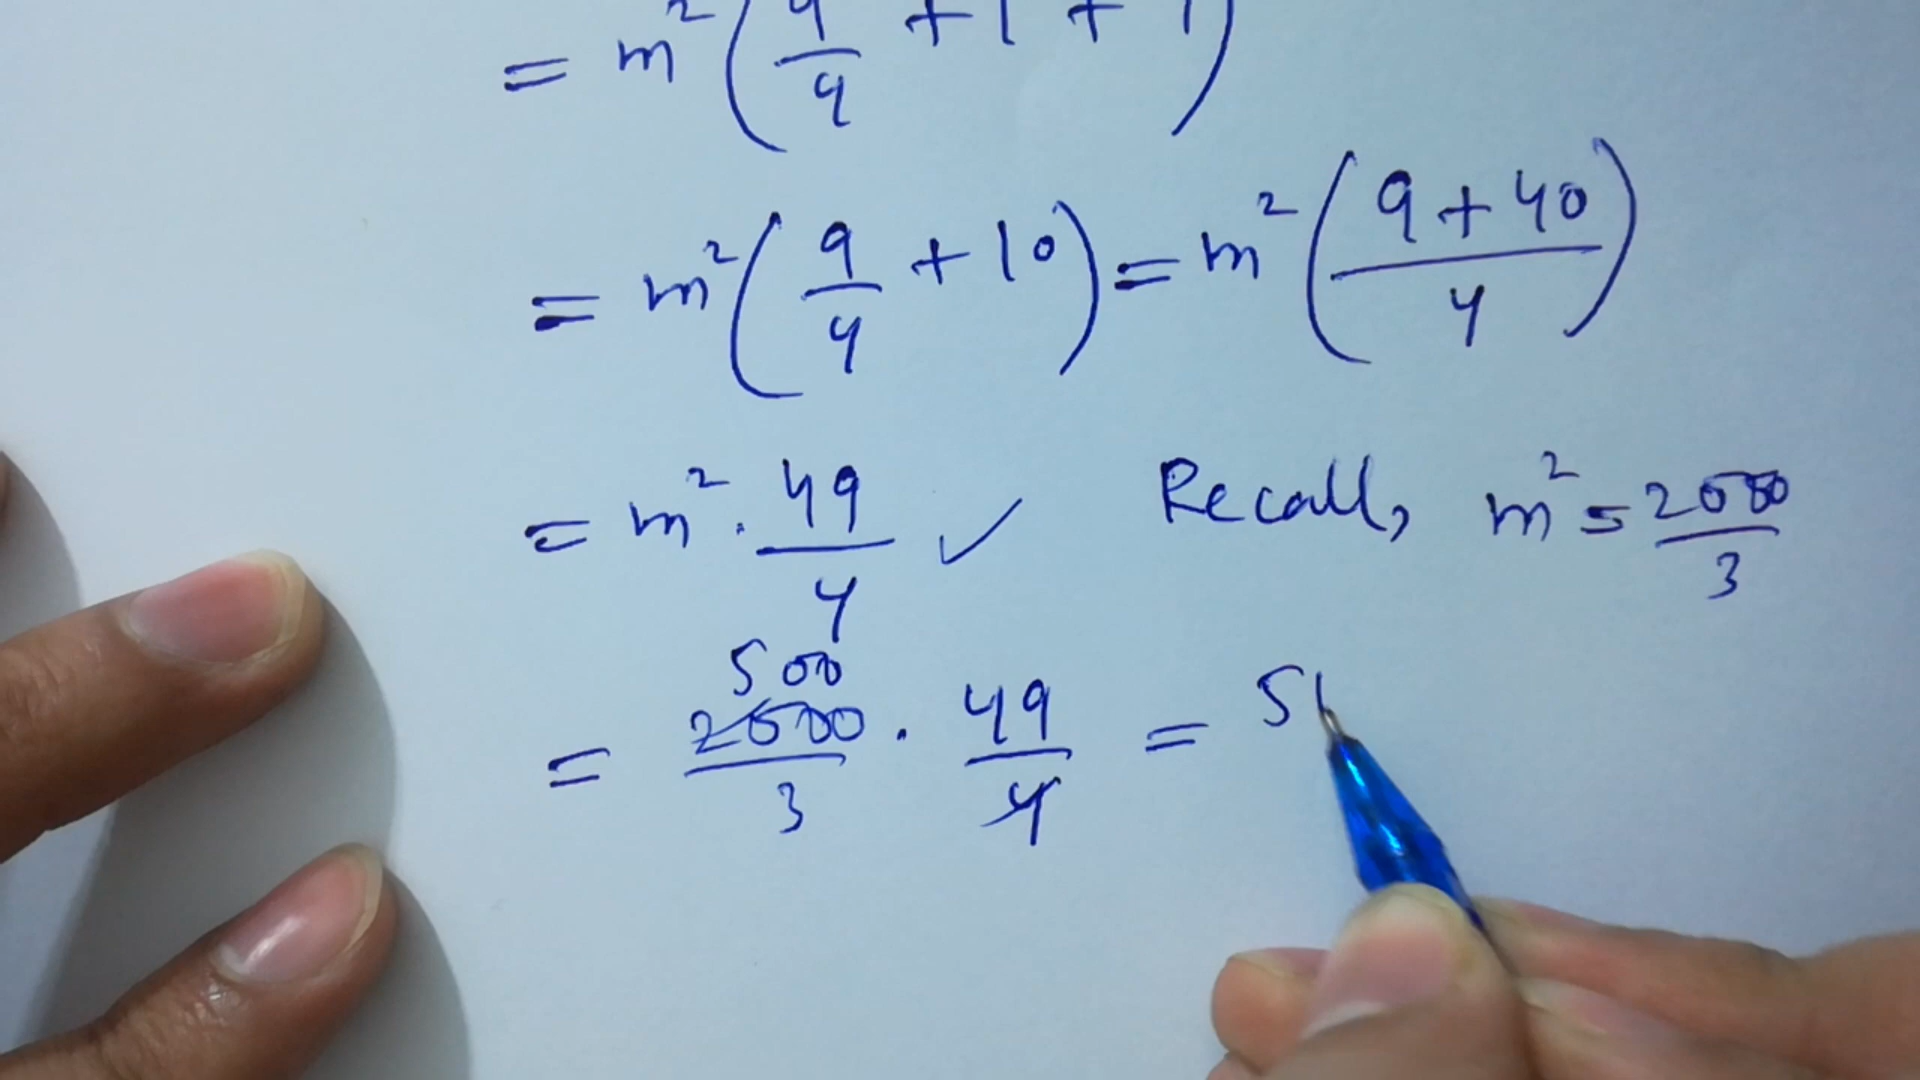 = m²(9/4 + 1 + 1)
= m²(9/4 + 10) = m²((9 + 40)/4)
= m² · 49/4 ✓ Recall, m² = 2000/3
500
= 2000/3 · 49/4 = 5